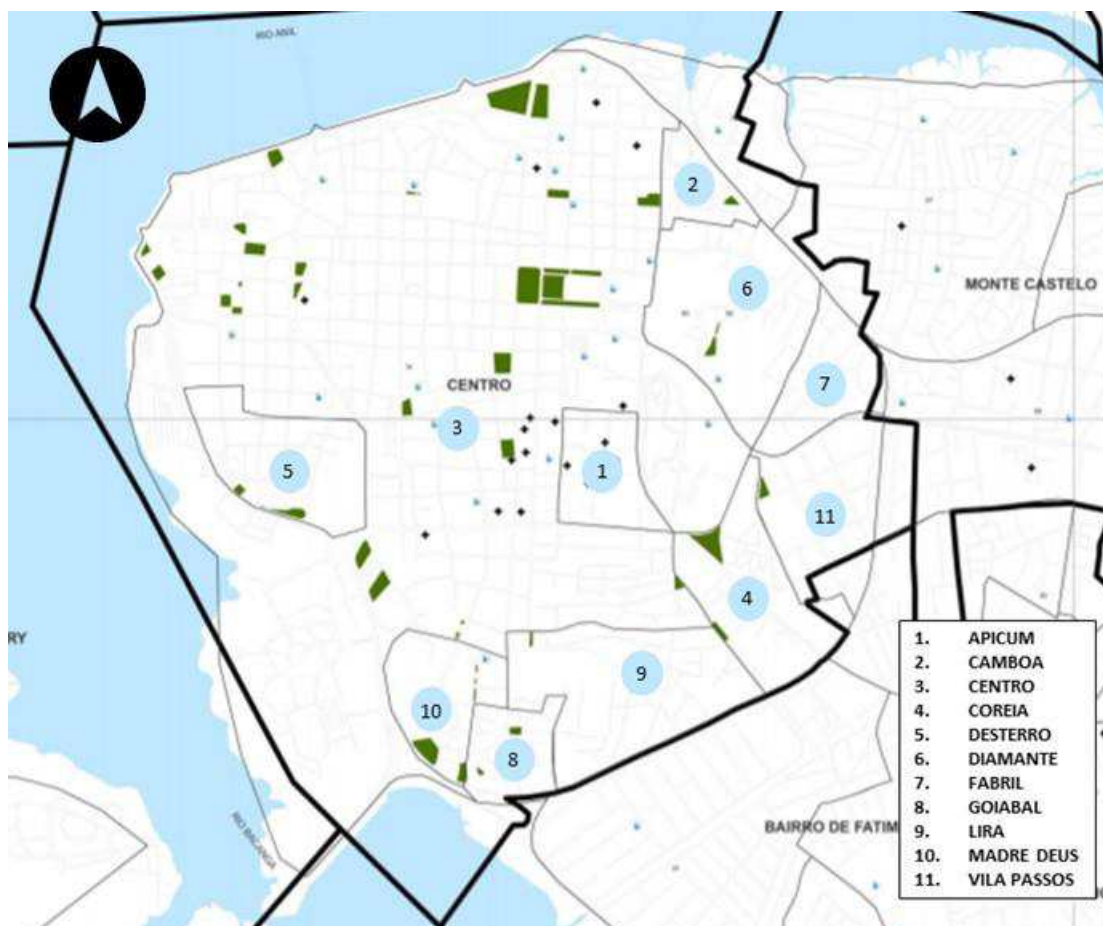 RIO ANIL
2
MONTE CASTELO
6
CENTRO
7
3
5
1
11
4
RY
9
10
8
RIO BACANGA
BAIRRO DE FATIM
1. APICUM
2. CAMBOA
3. CENTRO
4. COREIA
5. DESTERRO
6. DIAMANTE
7. FABRIL
8. GOIABAL
9. LIRA
10. MADRE DEUS
11. VILA PASSOS